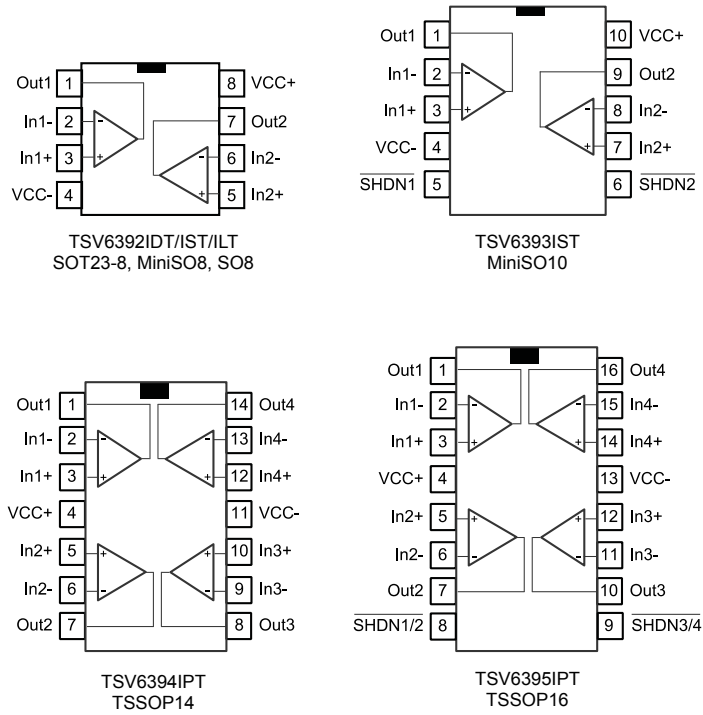 Out1 1 8 VCC+
In1- 2 - 7 Out2
In1+ 3 + - 6 In2-
VCC- 4 + 5 In2+
TSV6392IDT/IST/ILT
SOT23-8, MiniSO8, SO8
Out1 1 10 VCC+
In1- 2 - 9 Out2
In1+ 3 + - 8 In2-
VCC- 4 + 7 In2+
SHDN1 5 6 SHDN2
TSV6393IST
MiniSO10
Out1 1 14 Out4
In1- 2 - - 13 In4-
In1+ 3 + + 12 In4+
VCC+ 4 11 VCC-
In2+ 5 + + 10 In3+
In2- 6 - - 9 In3-
Out2 7 8 Out3
TSV6394IPT
TSSOP14
Out1 1 16 Out4
In1- 2 - - 15 In4-
In1+ 3 + + 14 In4+
VCC+ 4 13 VCC-
In2+ 5 + + 12 In3+
In2- 6 - - 11 In3-
Out2 7 10 Out3
SHDN1/2 8 9 SHDN3/4
TSV6395IPT
TSSOP16